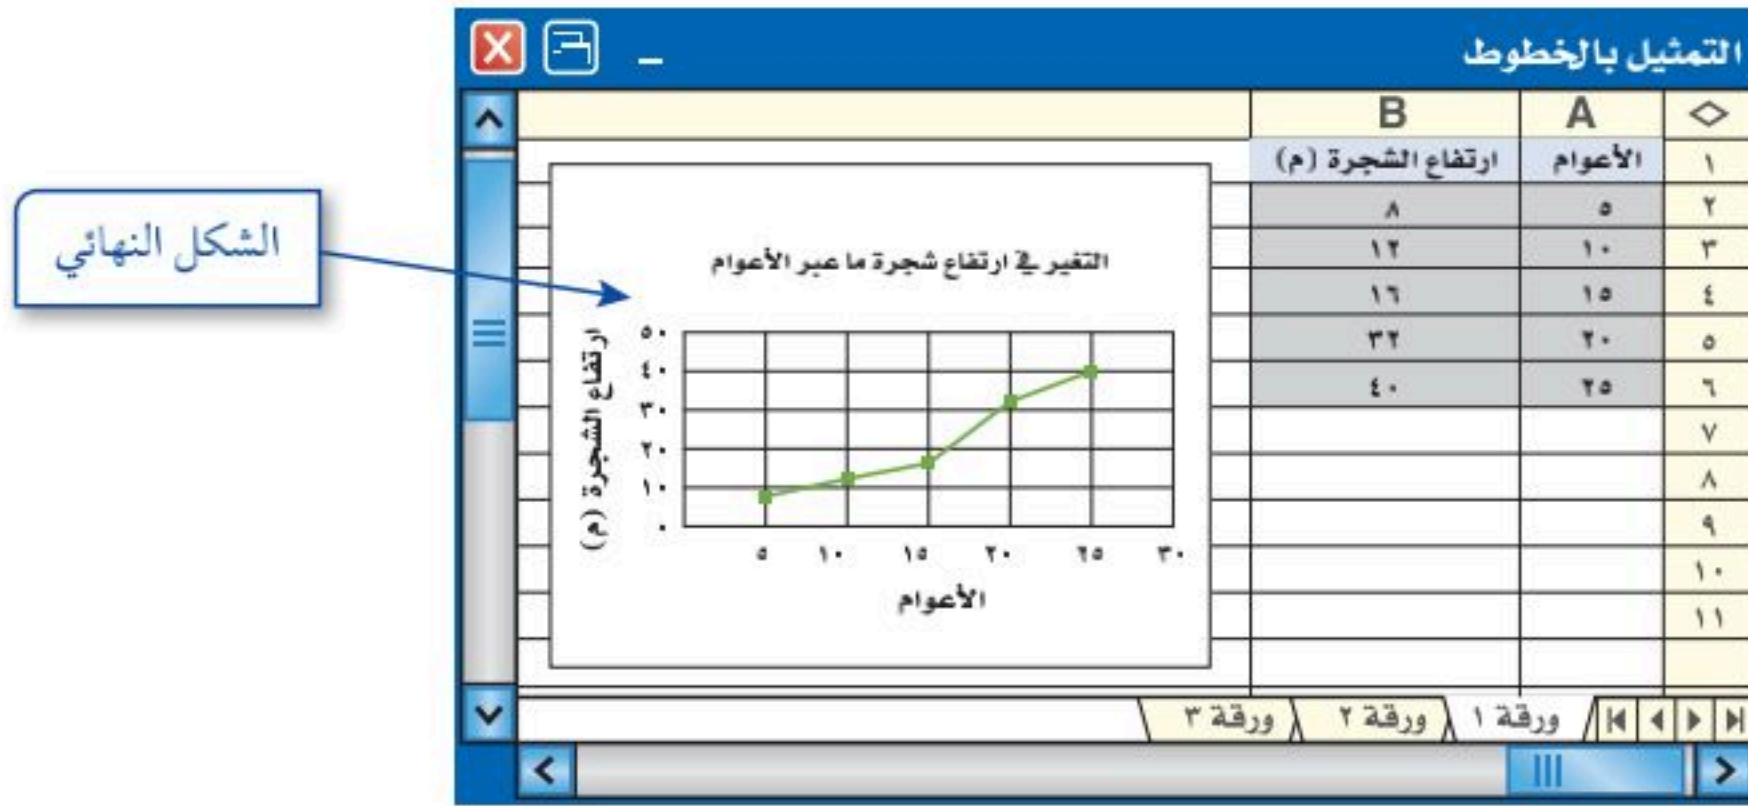 التمثيل بالخطوط
A B
١ الأعوام ارتفاع الشجرة (م)
٢ ٥ ٨
٣ ١٠ ١٢
٤ ١٥ ١٦
٥ ٢٠ ٣٢
٦ ٢٥ ٤٠
٧
٨
٩
١٠
١١
التغير في ارتفاع شجرة ما عبر الأعوام
ارتفاع الشجرة (م)
٥٠
٤٠
٣٠
٢٠
١٠
٠
٥ ١٠ ١٥ ٢٠ ٢٥ ٣٠
الأعوام
الشكل النهائي
ورقة ١ ورقة ٢ ورقة ٣